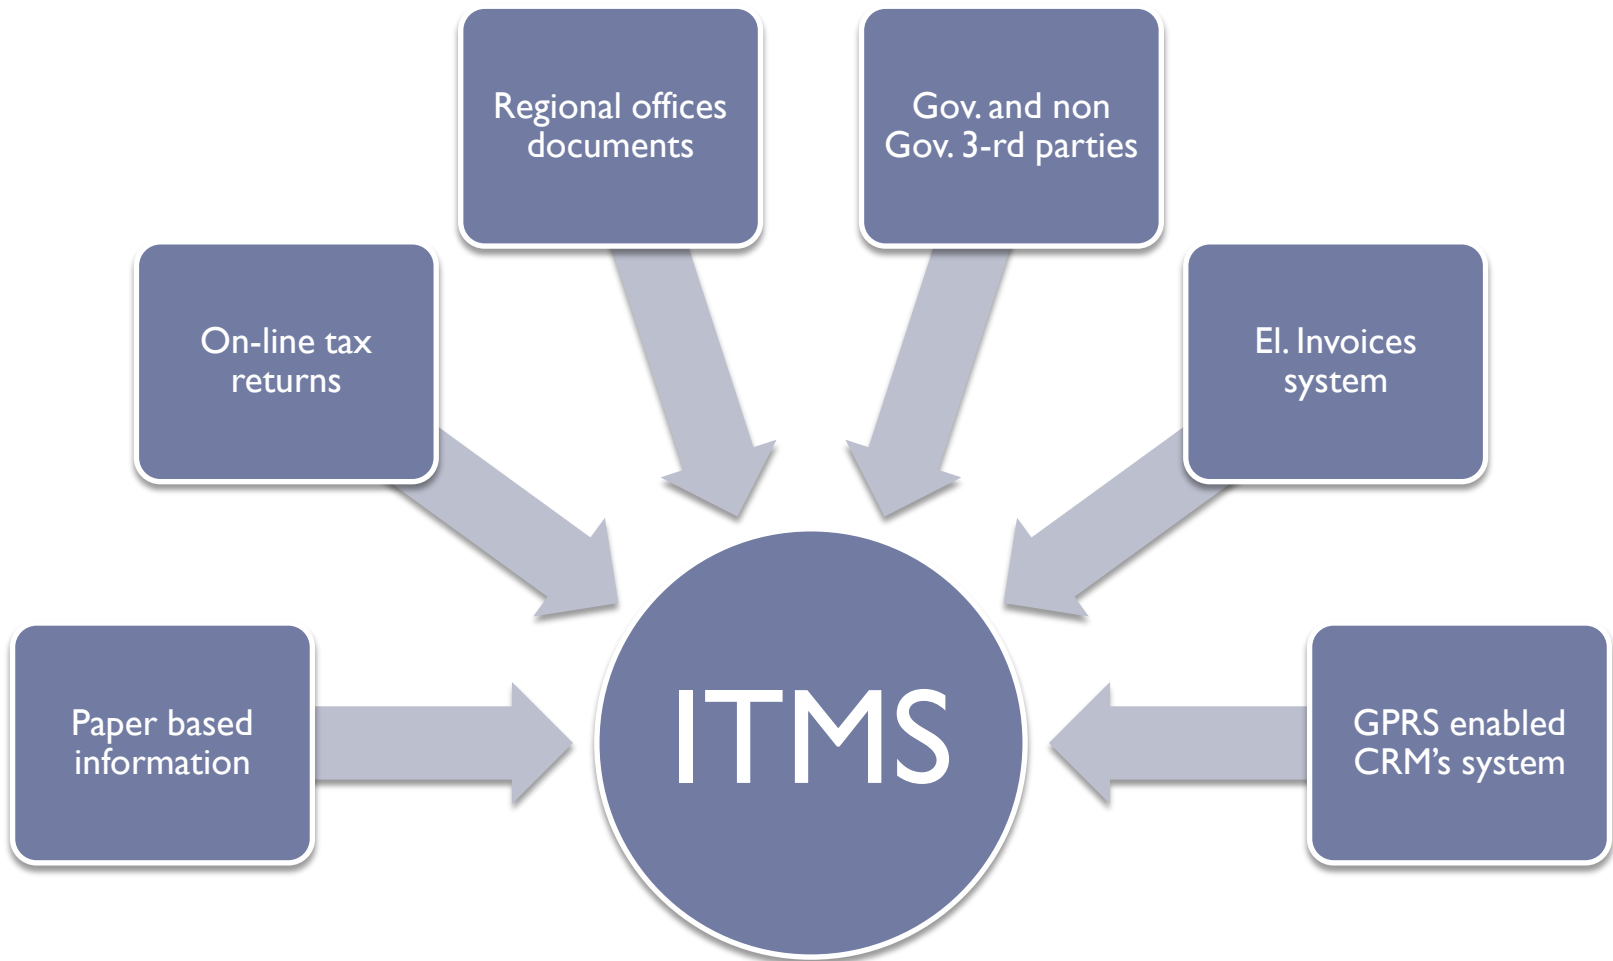 Regional offices
documents
Gov. and non
Gov. 3-rd parties
On-line tax
returns
El. Invoices
system
Paper based
information
ITMS
GPRS enabled
CRM’s system